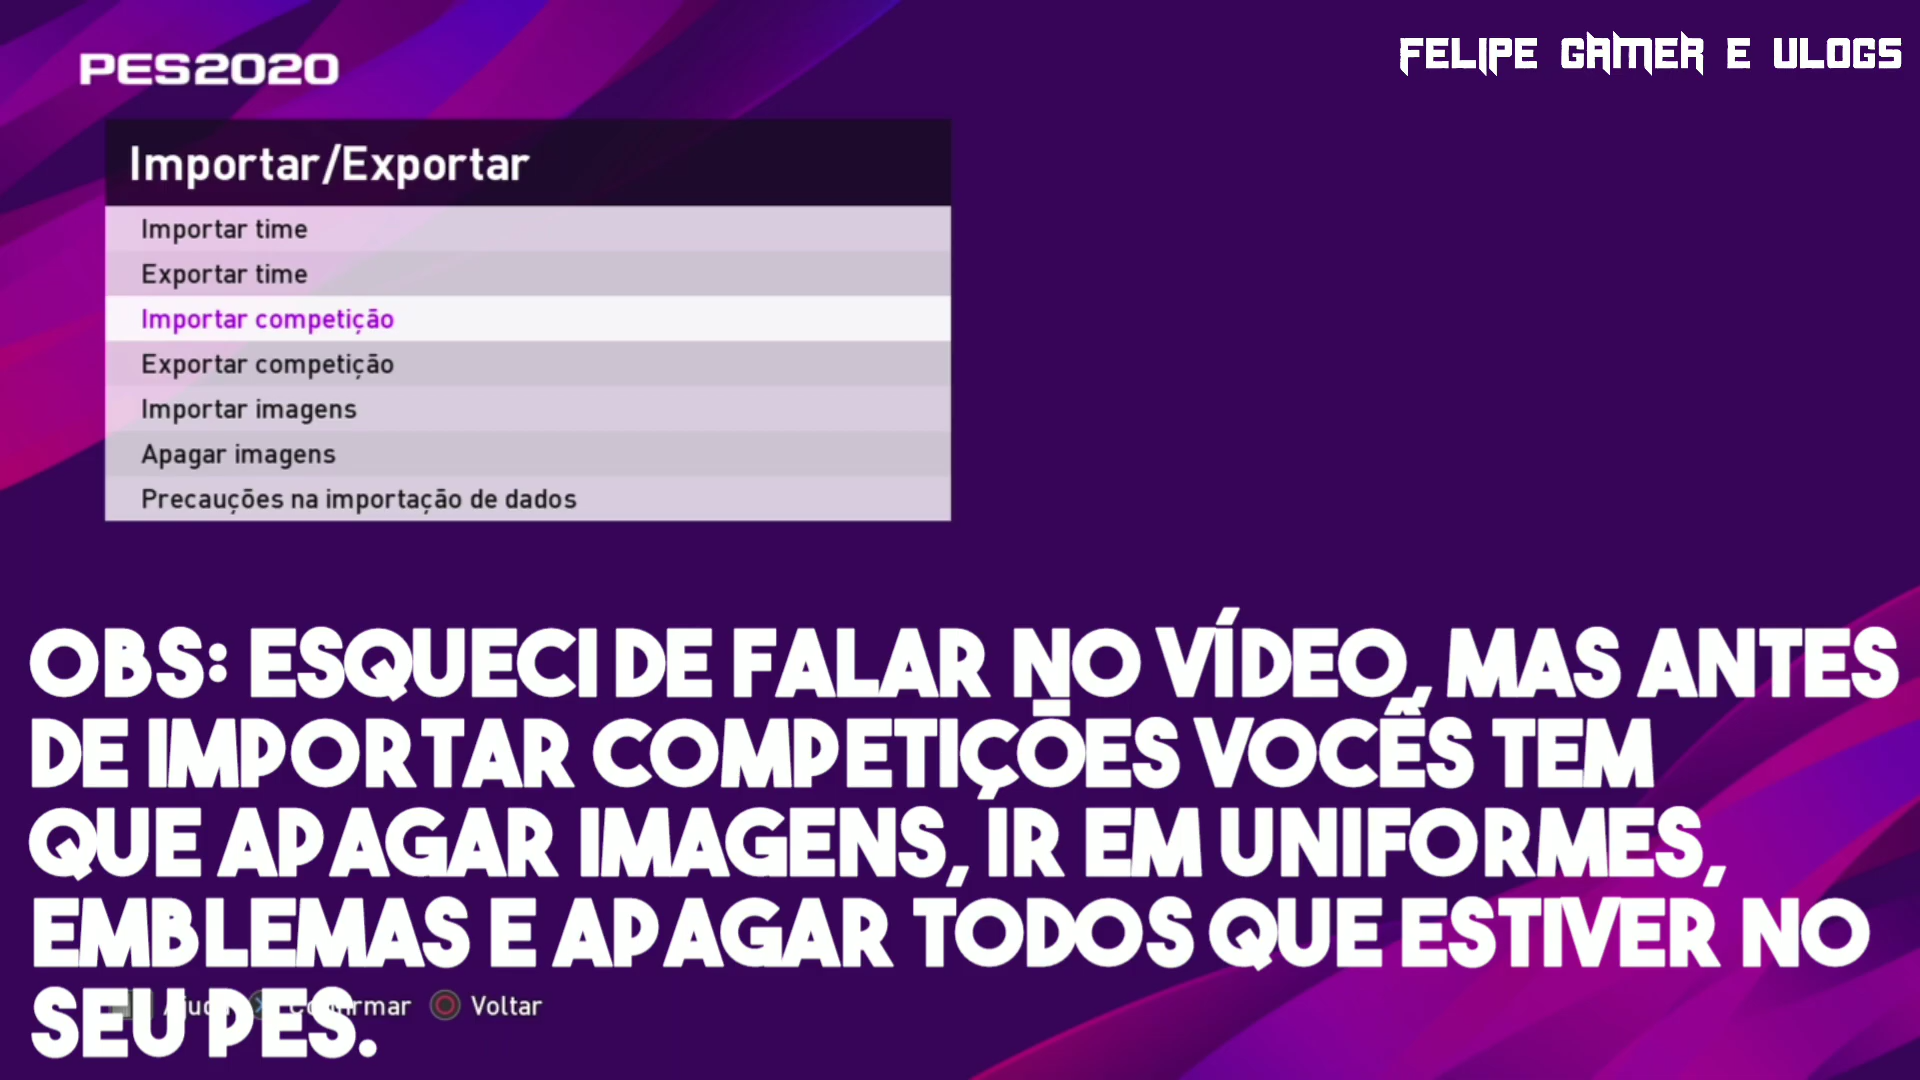 PES2020
FELIPE GAMER E VLOGS
Importar/Exportar
Importar time
Exportar time
Importar competição
Exportar competição
Importar imagens
Apagar imagens
Precauções na importação de dados
OBS: ESQUECI DE FALAR NO VÍDEO, MAS ANTES
DE IMPORTAR COMPETIÇÕES VOCÊS TEM
QUE APAGAR IMAGENS, IR EM UNIFORMES,
EMBLEMAS E APAGAR TODOS QUE ESTIVER NO
SEU PES.
Ajuda Confirmar Voltar